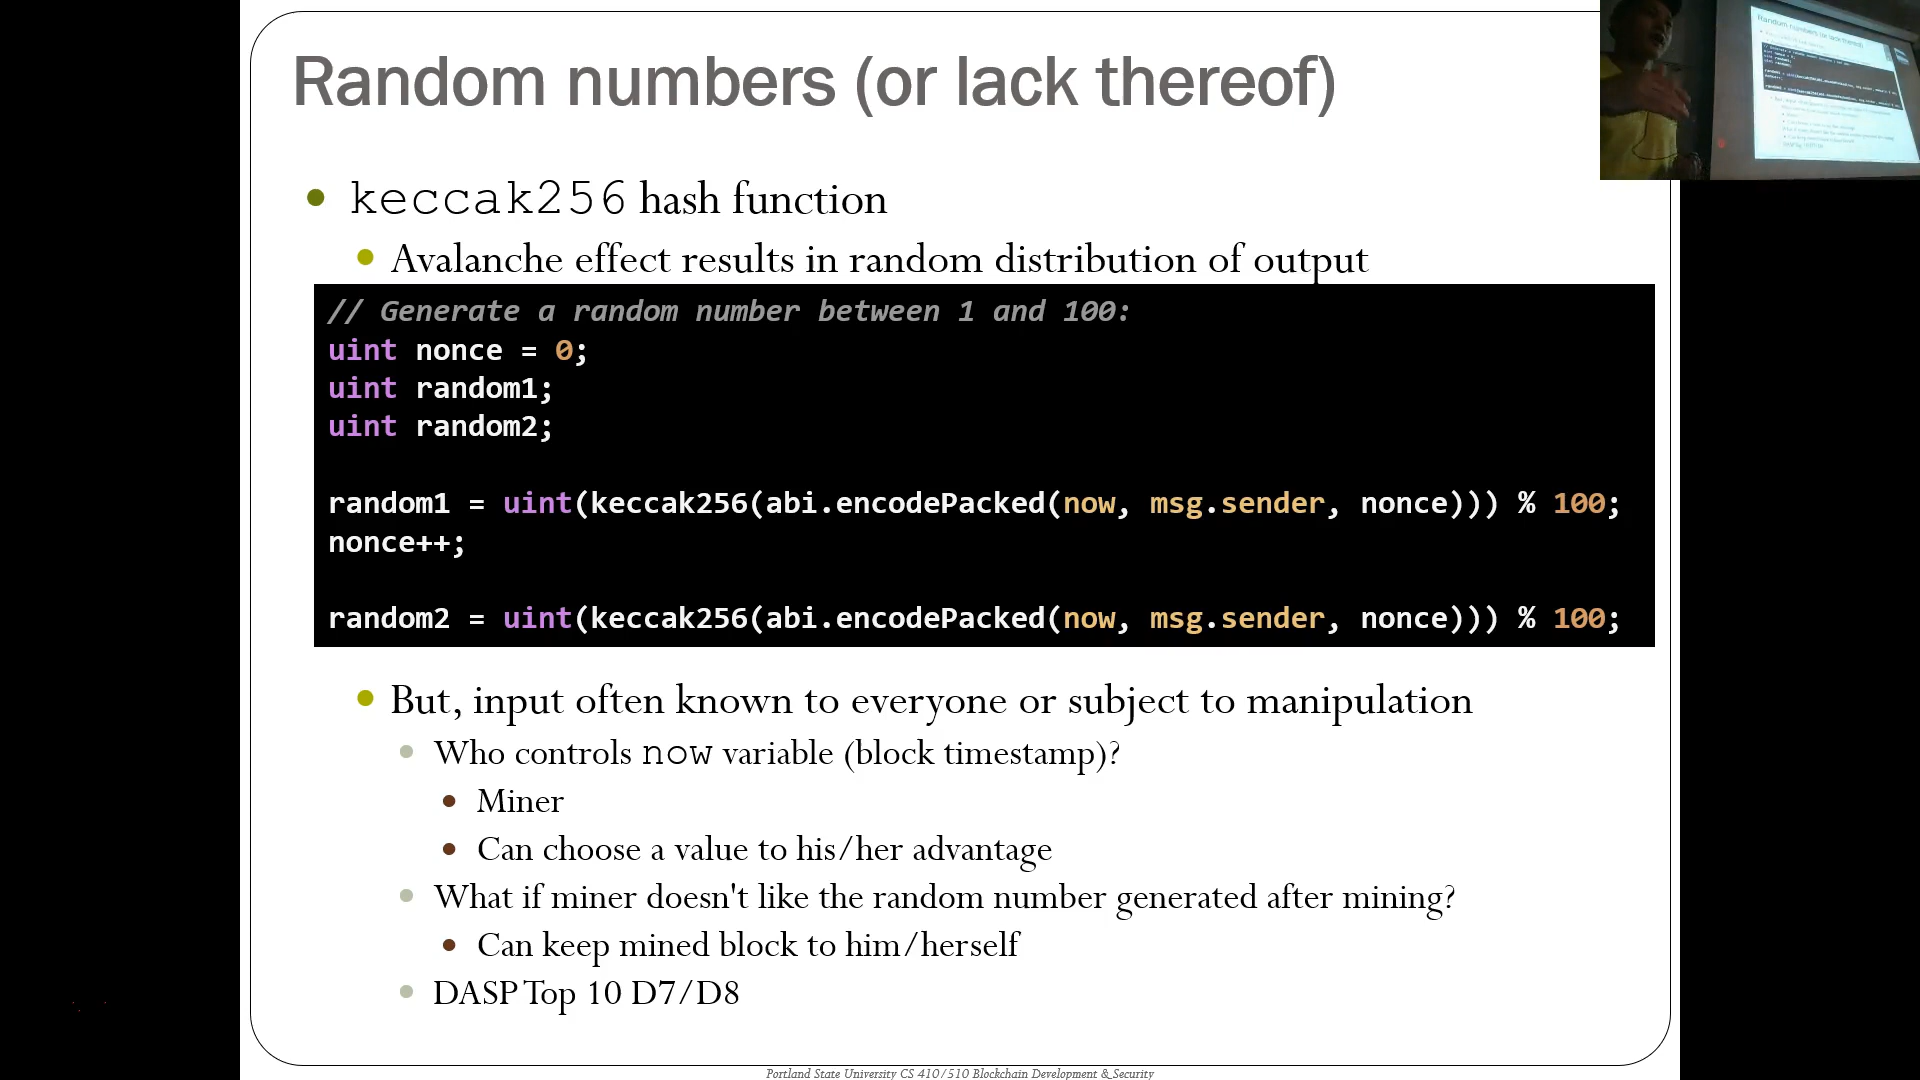 Random numbers (or lack thereof)
keccak256 hash function
Avalanche effect results in random distribution of output
// Generate a random number between 1 and 100:
uint nonce = 0;
uint random1;
uint random2;
random1 = uint(keccak256(abi.encodePacked(now, msg.sender, nonce))) % 100;
nonce++;
random2 = uint(keccak256(abi.encodePacked(now, msg.sender, nonce))) % 100;
But, input often known to everyone or subject to manipulation
Who controls now variable (block timestamp)?
Miner
Can choose a value to his/her advantage
What if miner doesn't like the random number generated after mining?
Can keep mined block to him/herself
DASP Top 10 D7/D8
Portland State University CS 410/510 Blockchain Development & Security
Random numbers (or lack thereof)